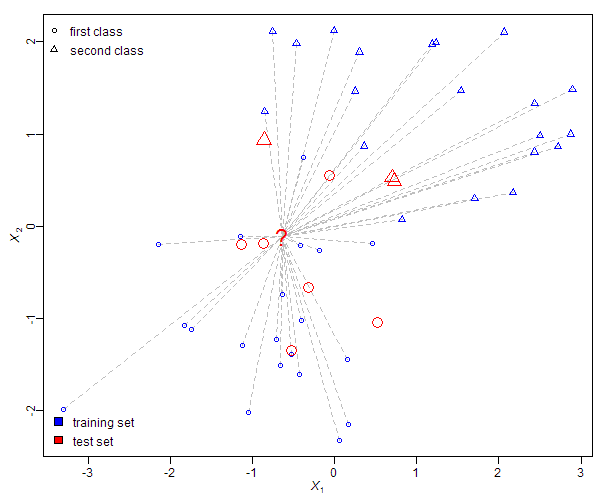 first class
second class
2
1
0
-1
-2
X2
?
training set
test set
-3
-2
-1
0
1
2
3
X1